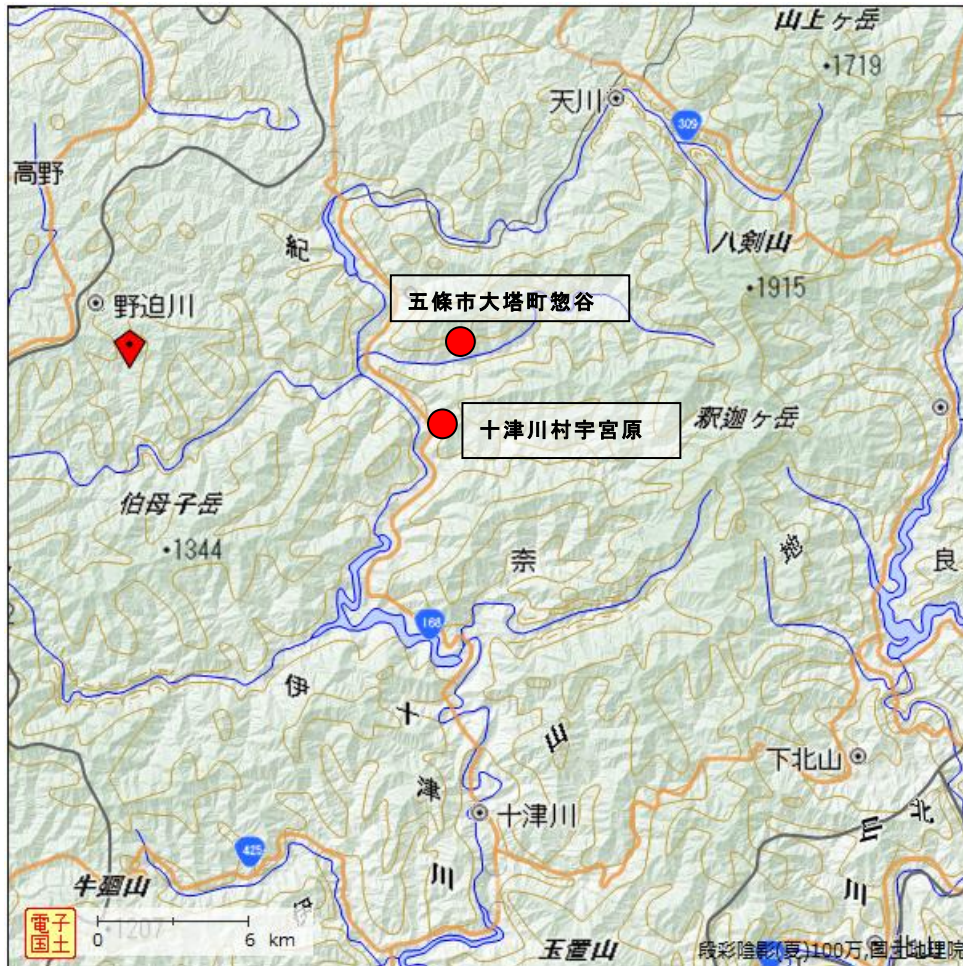 山上ヶ岳
・1719
天川
309
高野
紀
八剣山
・1915
野迫川
五條市大塔町惣谷
十津川村宇宮原
釈迦ヶ岳
伯母子岳
・1344
奈
地
良
168
伊
十
山
下北山
津
十津川
北
山
425
川
川
牛廻山
・1207
伊
電子
国土
0 6 km
玉置山
北山
段彩陰影(夏)100万,国土地理院